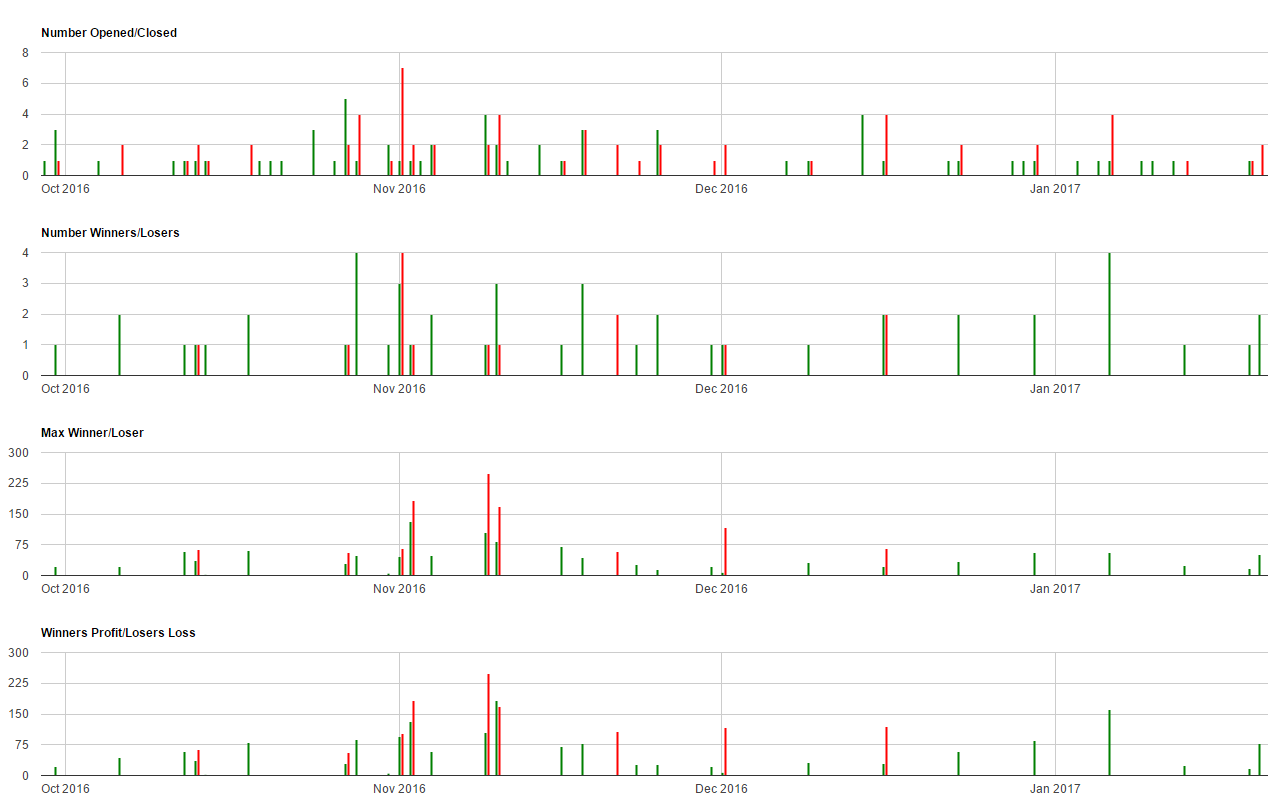 Number Opened/Closed
8
6
4
2
0
Oct 2016 Nov 2016 Dec 2016 Jan 2017
Number Winners/Losers
4
3
2
1
0
Oct 2016 Nov 2016 Dec 2016 Jan 2017
Max Winner/Loser
300
225
150
75
0
Oct 2016 Nov 2016 Dec 2016 Jan 2017
Winners Profit/Losers Loss
300
225
150
75
0
Oct 2016 Nov 2016 Dec 2016 Jan 2017